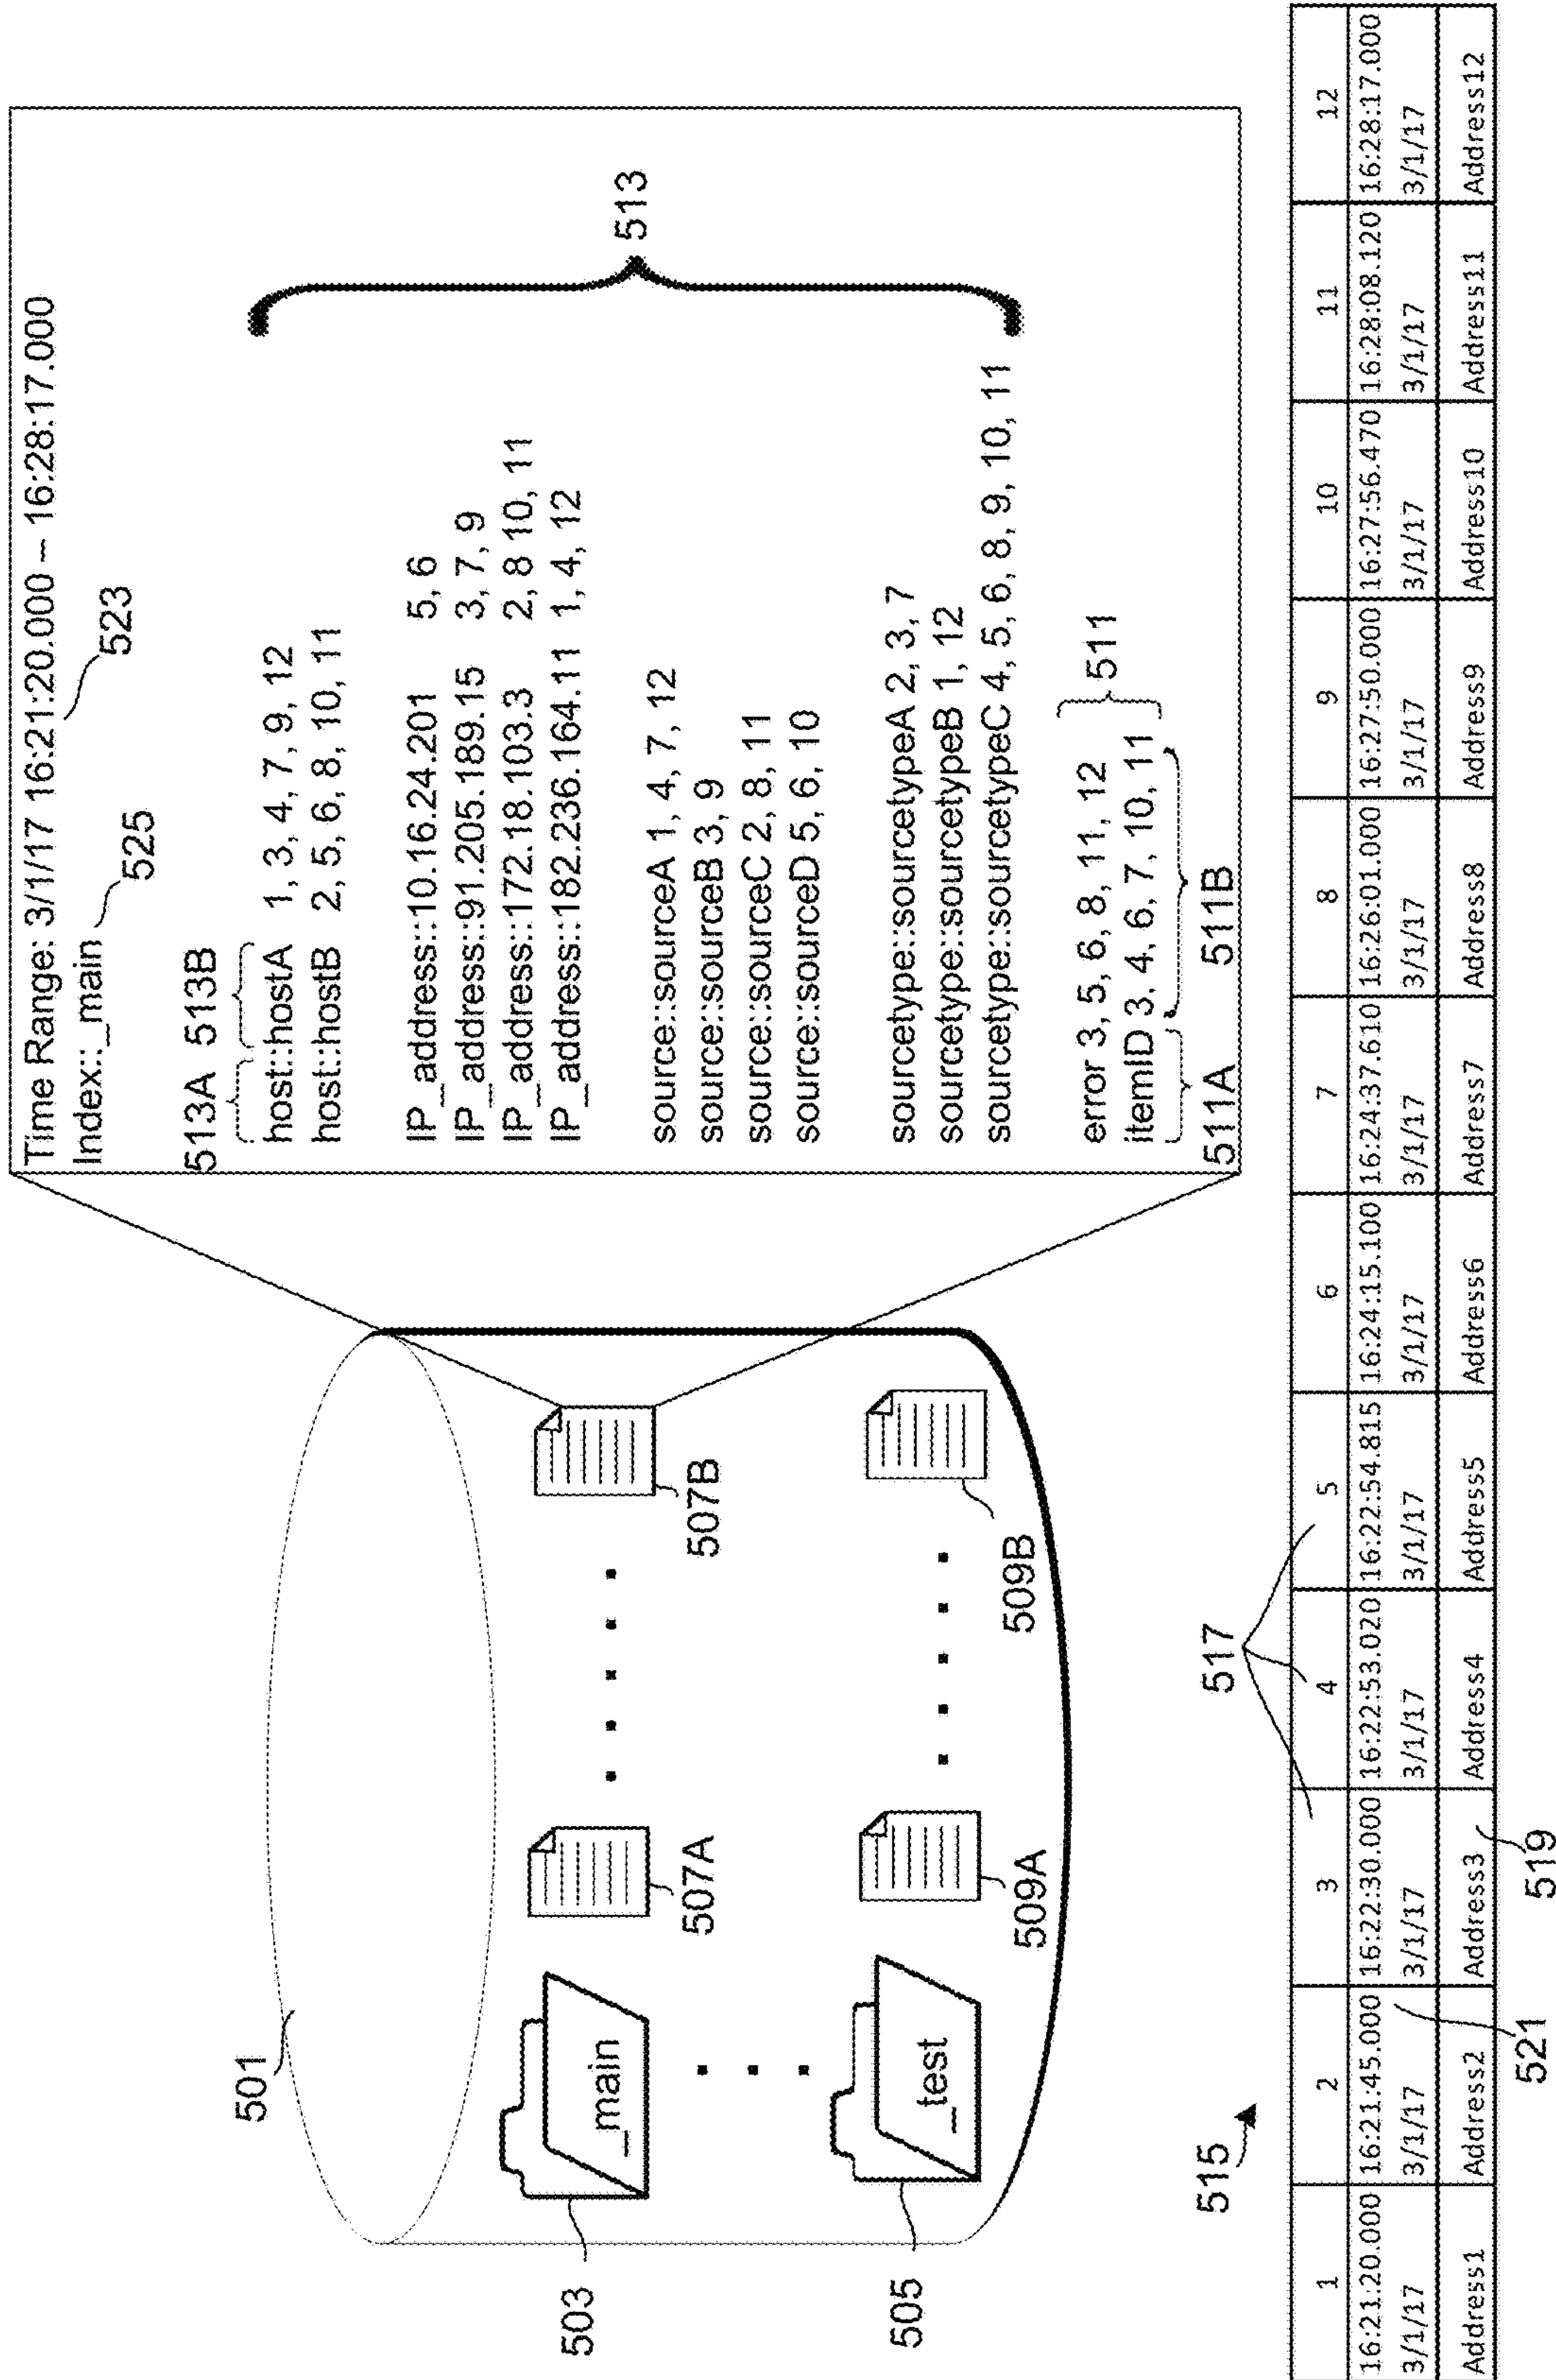 501
503
_main
507A
507B
505
_test
509A
509B
Time Range: 3/1/17 16:21:20.000 – 16:28:17.000
523
Index::_main
525
513A 513B
host::hostA 1, 3, 4, 7, 9, 12
host::hostB 2, 5, 6, 8, 10, 11
IP_address::10.16.24.201 5, 6
IP_address::91.205.189.15 3, 7, 9
IP_address::172.18.103.3 2, 8 10, 11
IP_address::182.236.164.11 1, 4, 12
513
source::sourceA 1, 4, 7, 12
source::sourceB 3, 9
source::sourceC 2, 8, 11
source::sourceD 5, 6, 10
sourcetype::sourcetypeA 2, 3, 7
sourcetype::sourcetypeB 1, 12
sourcetype::sourcetypeC 4, 5, 6, 8, 9, 10, 11
error 3, 5, 6, 8, 11, 12
itemID 3, 4, 6, 7, 10, 11
511
511A 511B
515
517
1 2 3 4 5 6 7 8 9 10 11 12
16:21:20.000 16:21:45.000 16:22:30.000 16:22:53.020 16:22:54.815 16:24:15.100 16:24:37.610 16:26:01.000 16:27:50.000 16:27:56.470 16:28:08.120 16:28:17.000
3/1/17 3/1/17 3/1/17 3/1/17 3/1/17 3/1/17 3/1/17 3/1/17 3/1/17 3/1/17 3/1/17 3/1/17
Address1 Address2 Address3 Address4 Address5 Address6 Address7 Address8 Address9 Address10 Address11 Address12
521
519